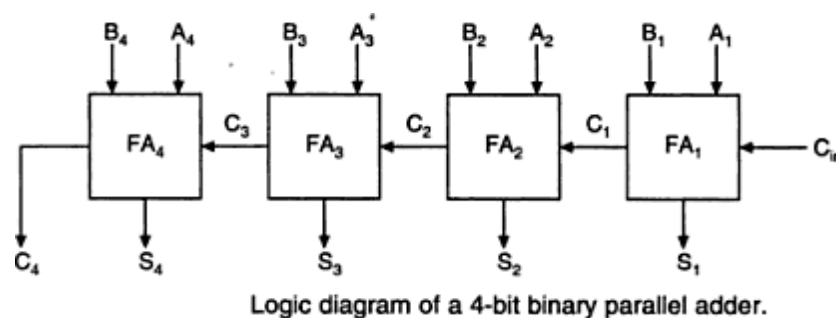 B₄ A₄ B₃ A₃ B₂ A₂ B₁ A₁
FA₄ C₃ FA₃ C₂ FA₂ C₁ FA₁ Cᵢₙ
C₄ S₄ S₃ S₂ S₁
Logic diagram of a 4-bit binary parallel adder.